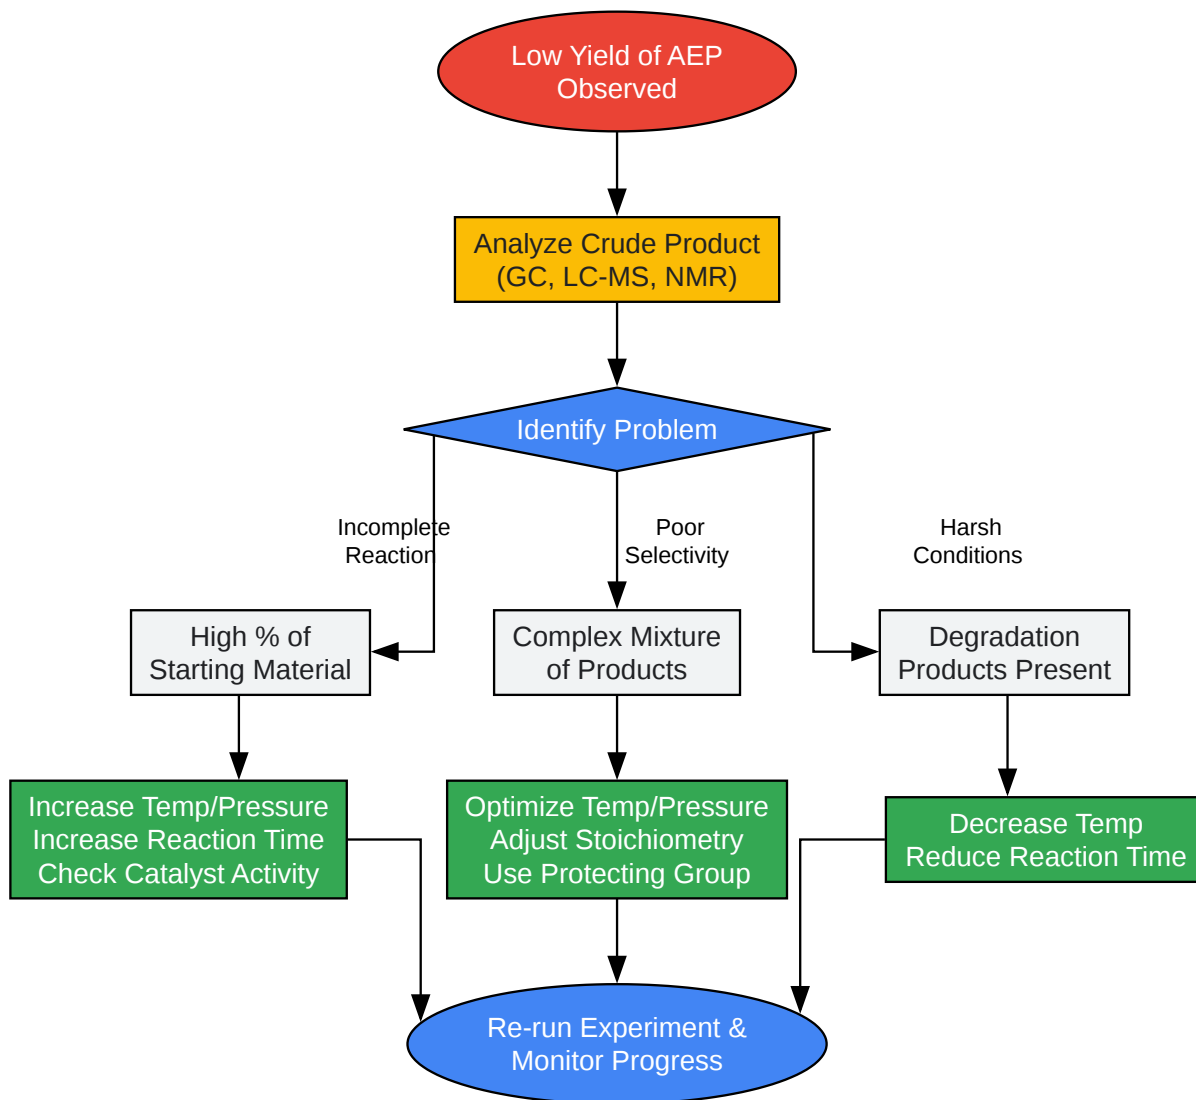 Low Yield of AEP
Observed
Analyze Crude Product
(GC, LC-MS, NMR)
Identify Problem
Incomplete
Reaction
Poor
Selectivity
Harsh
Conditions
High % of
Starting Material
Complex Mixture
of Products
Degradation
Products Present
Increase Temp/Pressure
Increase Reaction Time
Check Catalyst Activity
Optimize Temp/Pressure
Adjust Stoichiometry
Use Protecting Group
Decrease Temp
Reduce Reaction Time
Re-run Experiment &
Monitor Progress